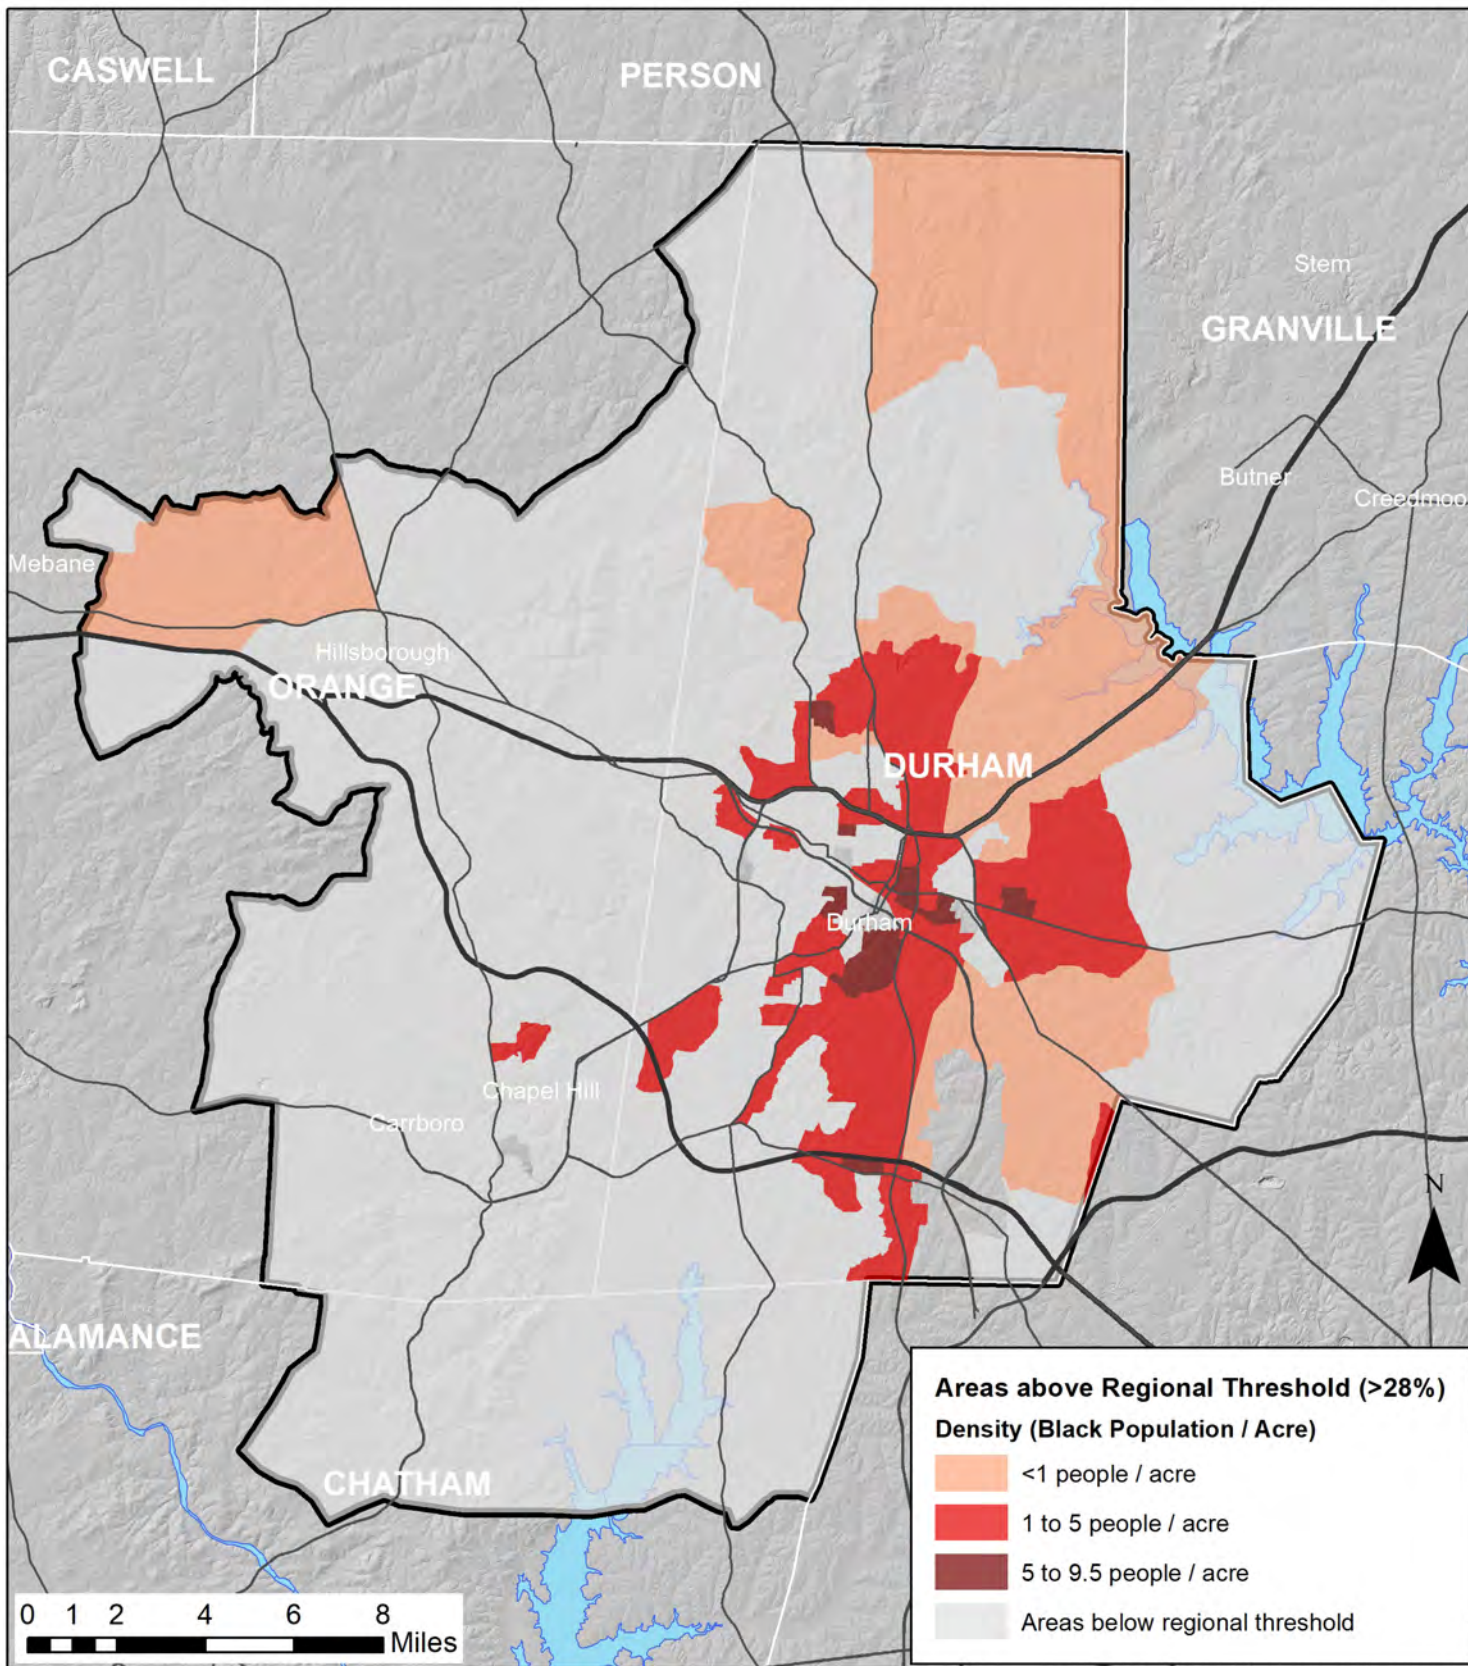 CASWELL
PERSON
Stem
GRANVILLE
Butner
Creedmoo
Mebane
Hillsborough
ORANGE
DURHAM
Durham
Chapel Hill
Carrboro
N
ALAMANCE
CHATHAM
Areas above Regional Threshold (>28%)
Density (Black Population / Acre)
<1 people / acre
1 to 5 people / acre
5 to 9.5 people / acre
Areas below regional threshold
0 1 2 4 6 8
Miles